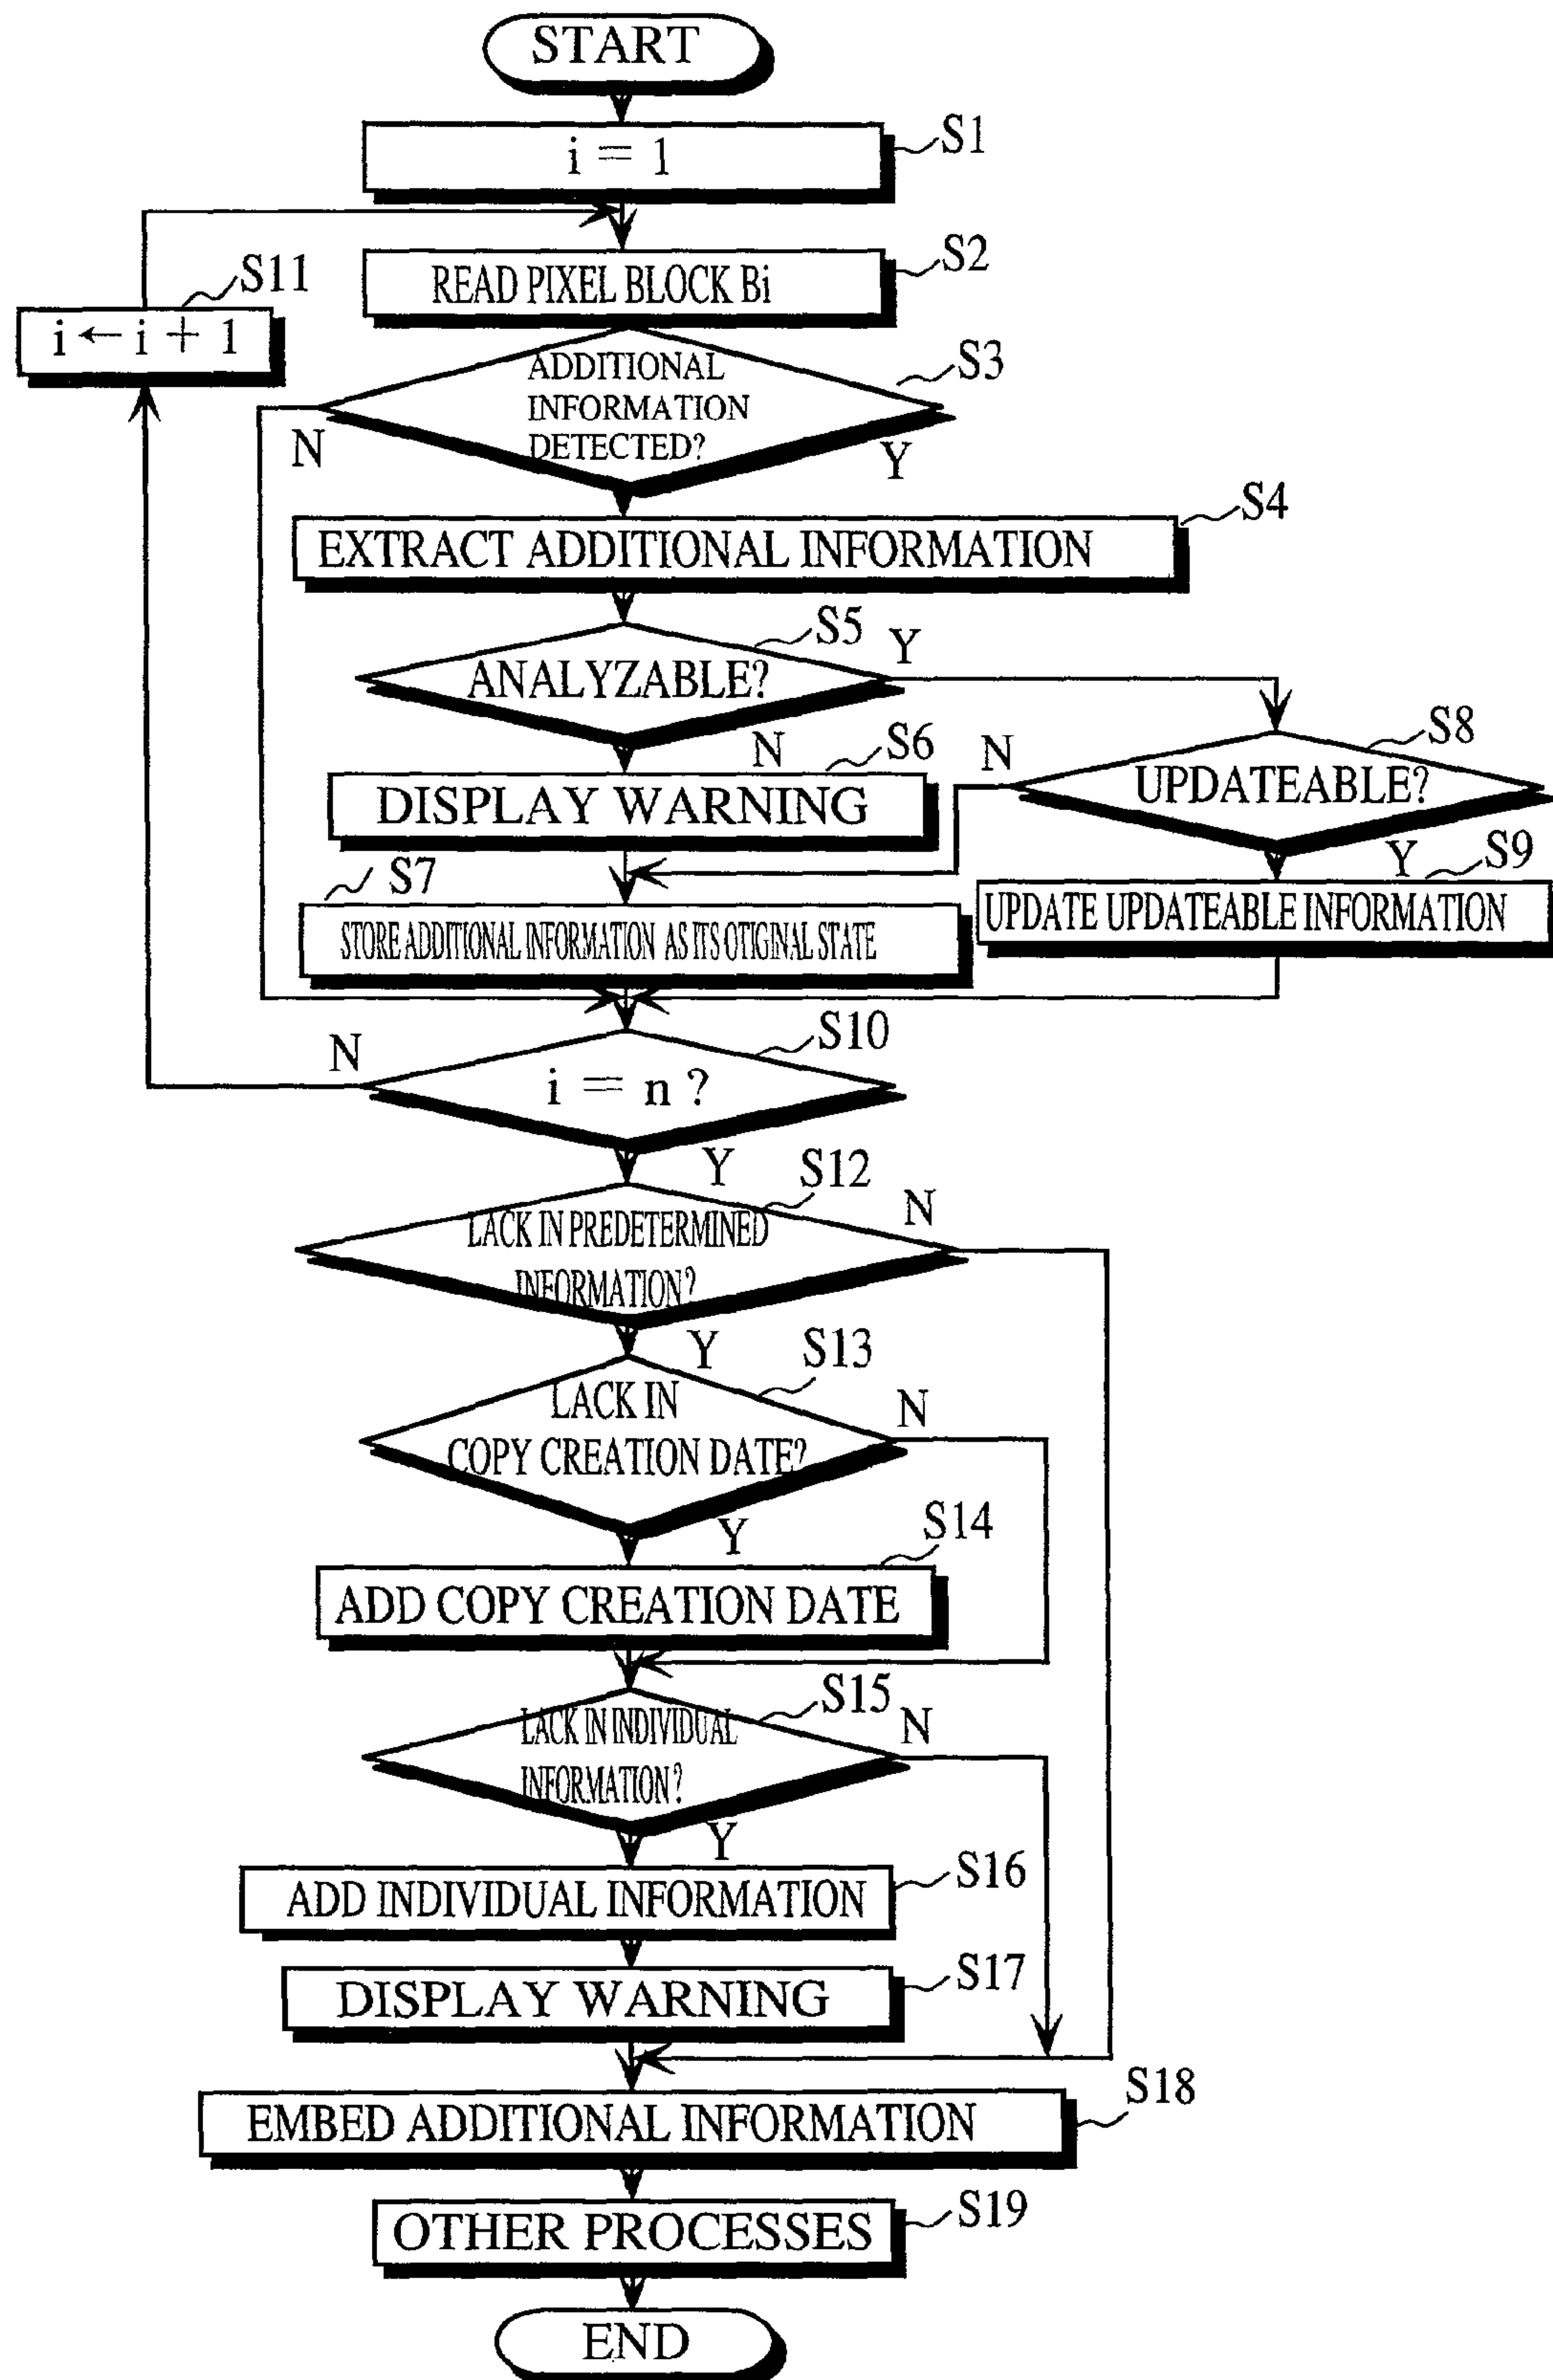 START
i = 1
S1
READ PIXEL BLOCK Bi
S2
S11
i ← i + 1
ADDITIONAL
INFORMATION
DETECTED?
S3
N
Y
EXTRACT ADDITIONAL INFORMATION
S4
ANALYZABLE?
S5
Y
N
DISPLAY WARNING
S6
UPDATEABLE?
S8
N
Y
S7
STORE ADDITIONAL INFORMATION AS ITS OTIGINAL STATE
S9
UPDATE UPDATEABLE INFORMATION
i = n ?
S10
N
Y
LACK IN PREDETERMINED
INFORMATION?
S12
N
Y
LACK IN
COPY CREATION DATE?
S13
N
Y
ADD COPY CREATION DATE
S14
LACK IN INDIVIDUAL
INFORMATION?
S15
N
Y
ADD INDIVIDUAL INFORMATION
S16
DISPLAY WARNING
S17
EMBED ADDITIONAL INFORMATION
S18
OTHER PROCESSES
S19
END